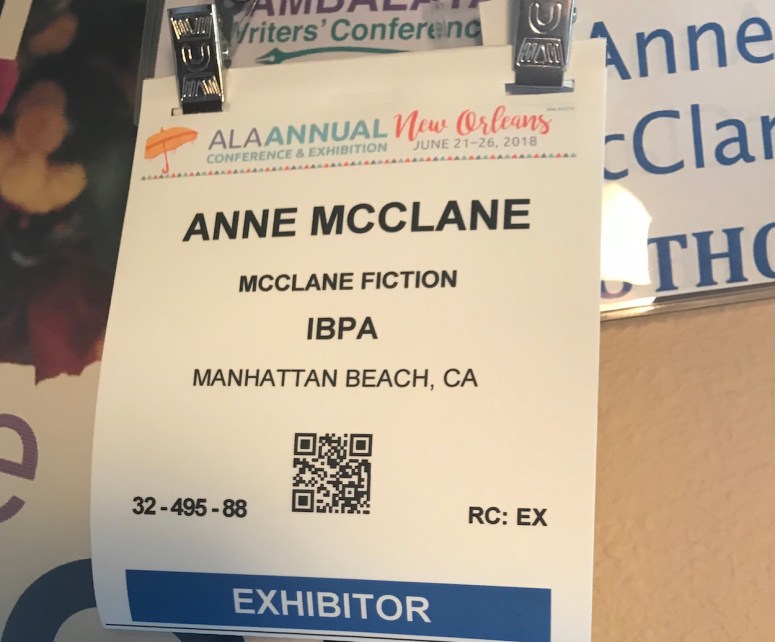 Writers' Conferenc
ALA ANNUAL
CONFERENCE & EXHIBITION
New Orleans
JUNE 21-26, 2018
ANNE MCCLANE
MCCLANE FICTION
IBPA
MANHATTAN BEACH, CA
32-495-88
RC: EX
EXHIBITOR
Anne
cClan
THO